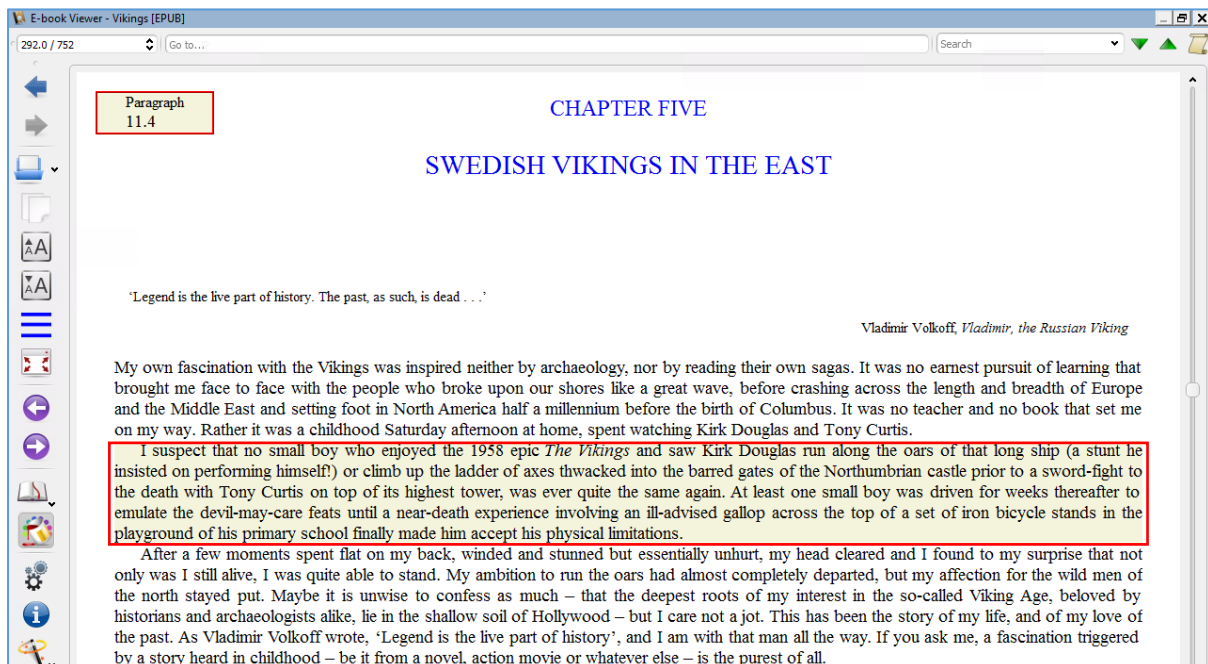 E-book Viewer - Vikings [EPUB]
292.0 / 752
Go to...
Search
Paragraph
11.4
CHAPTER FIVE
SWEDISH VIKINGS IN THE EAST
‘Legend is the live part of history. The past, as such, is dead . . .’
Vladimir Volkoff, Vladimir, the Russian Viking
My own fascination with the Vikings was inspired neither by archaeology, nor by reading their own sagas. It was no earnest pursuit of learning that
brought me face to face with the people who broke upon our shores like a great wave, before crashing across the length and breadth of Europe
and the Middle East and setting foot in North America half a millennium before the birth of Columbus. It was no teacher and no book that set me
on my way. Rather it was a childhood Saturday afternoon at home, spent watching Kirk Douglas and Tony Curtis.
I suspect that no small boy who enjoyed the 1958 epic The Vikings and saw Kirk Douglas run along the oars of that long ship (a stunt he
insisted on performing himself!) or climb up the ladder of axes thwacked into the barred gates of the Northumbrian castle prior to a sword-fight to
the death with Tony Curtis on top of its highest tower, was ever quite the same again. At least one small boy was driven for weeks thereafter to
emulate the devil-may-care feats until a near-death experience involving an ill-advised gallop across the top of a set of iron bicycle stands in the
playground of his primary school finally made him accept his physical limitations.
After a few moments spent flat on my back, winded and stunned but essentially unhurt, my head cleared and I found to my surprise that not
only was I still alive, I was quite able to stand. My ambition to run the oars had almost completely departed, but my affection for the wild men of
the north stayed put. Maybe it is unwise to confess as much – that the deepest roots of my interest in the so-called Viking Age, beloved by
historians and archaeologists alike, lie in the shallow soil of Hollywood – but I care not a jot. This has been the story of my life, and of my love of
the past. As Vladimir Volkoff wrote, ‘Legend is the live part of history’, and I am with that man all the way. If you ask me, a fascination triggered
by a story heard in childhood – be it from a novel, action movie or whatever else – is the purest of all.